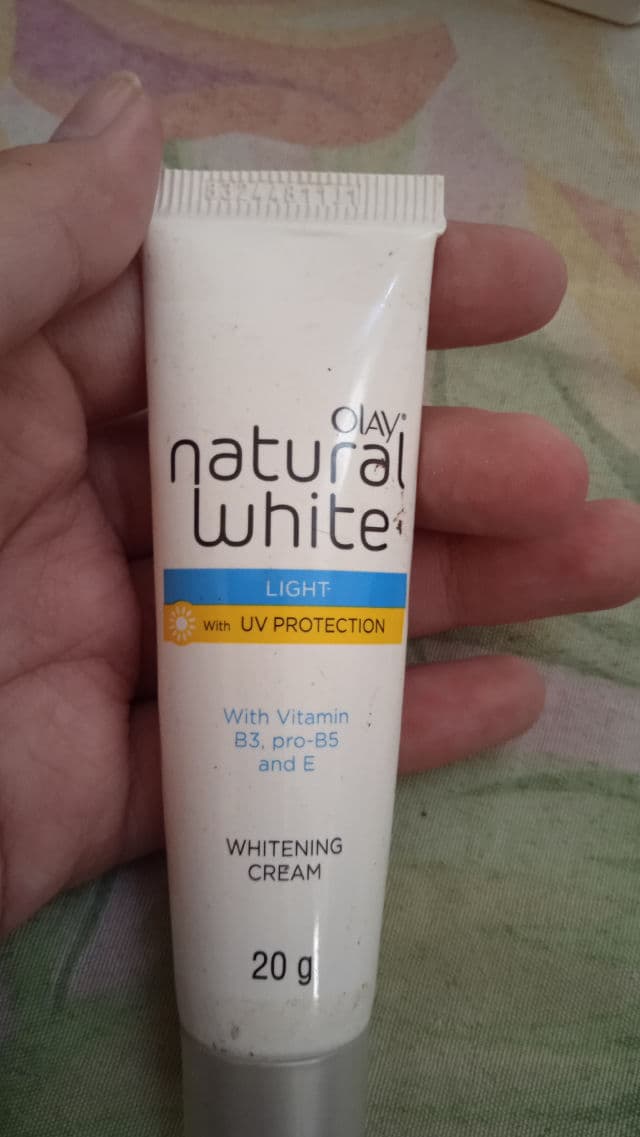 OLAY®
natural
white
LIGHT
with UV PROTECTION
With Vitamin
B3, pro-B5
and E
WHITENING
CREAM
20 g